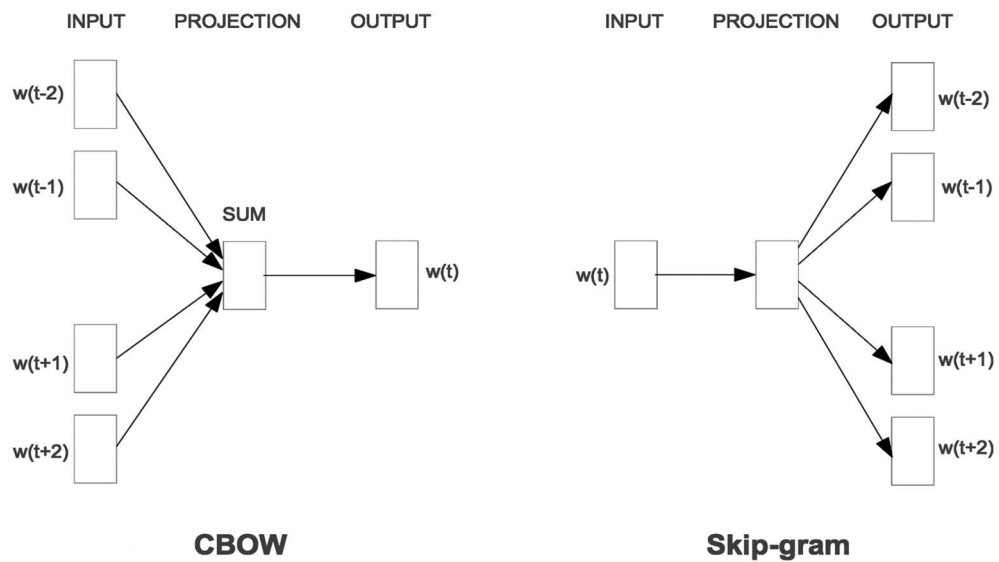 INPUT PROJECTION OUTPUT
w(t-2)
w(t-1)
SUM
w(t)
w(t+1)
w(t+2)
CBOW
INPUT PROJECTION OUTPUT
w(t-2)
w(t-1)
w(t)
w(t+1)
w(t+2)
Skip-gram